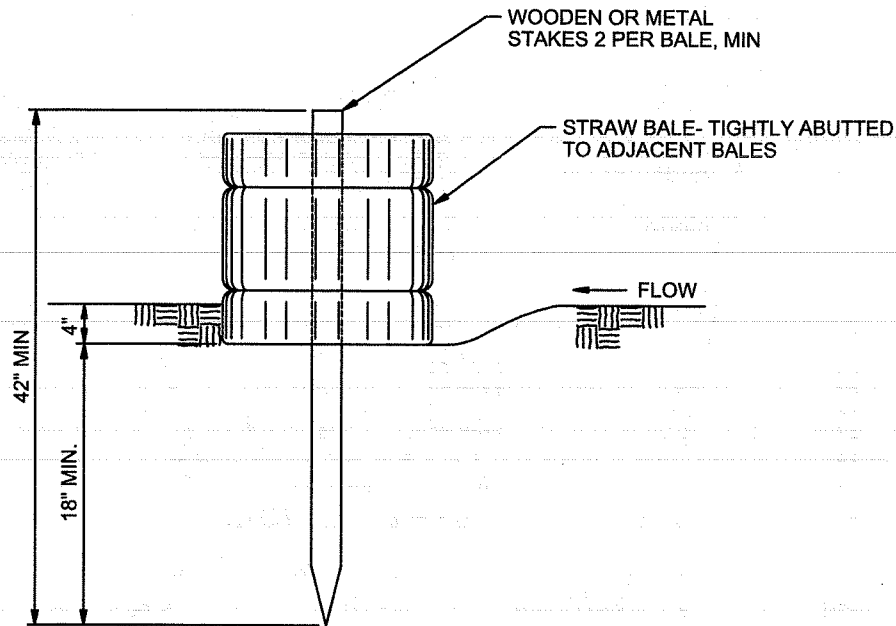 WOODEN OR METAL
STAKES 2 PER BALE, MIN
STRAW BALE- TIGHTLY ABUTTED
TO ADJACENT BALES
FLOW
4"
42" MIN
18" MIN.